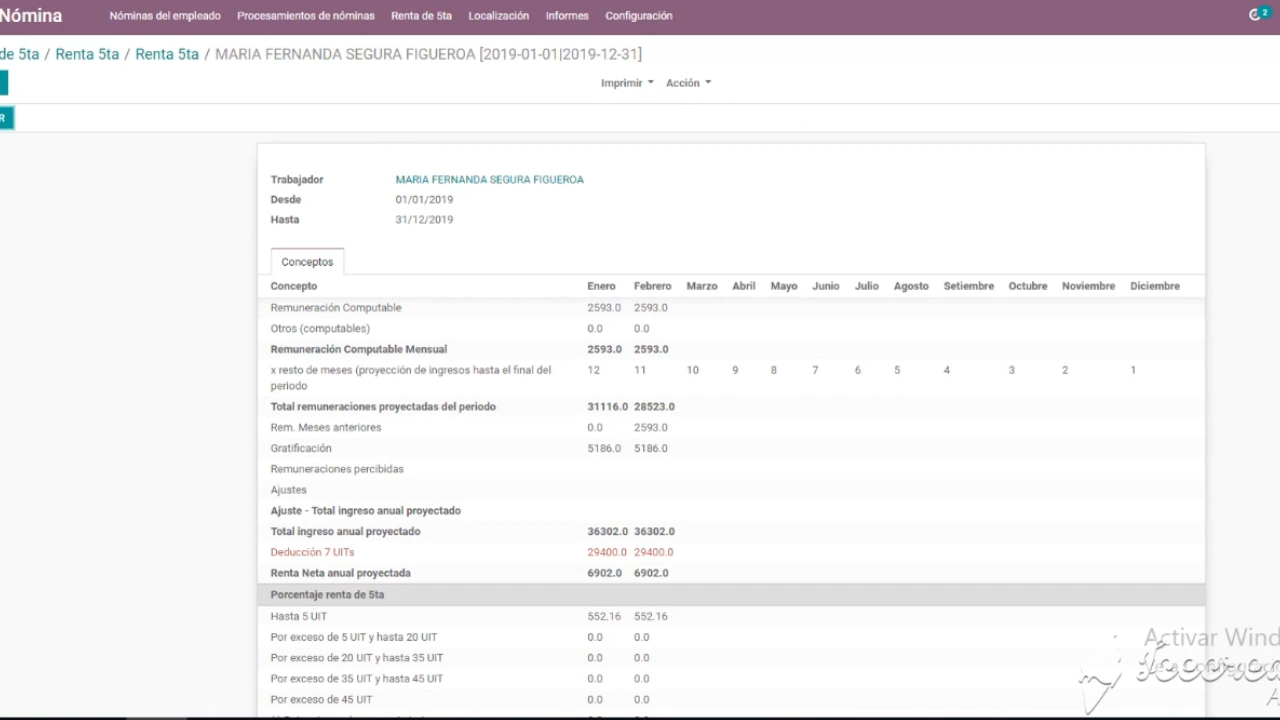 Nómina Nóminas del empleado Procesamientos de nóminas Renta de 5ta Localización Informes Configuración 2
de 5ta / Renta 5ta / Renta 5ta / MARIA FERNANDA SEGURA FIGUEROA [2019-01-01|2019-12-31]
Imprimir Acción
R
Trabajador MARIA FERNANDA SEGURA FIGUEROA
Desde 01/01/2019
Hasta 31/12/2019
Conceptos
Concepto Enero Febrero Marzo Abril Mayo Junio Julio Agosto Setiembre Octubre Noviembre Diciembre
Remuneración Computable 2593.0 2593.0
Otros (computables) 0.0 0.0
Remuneración Computable Mensual 2593.0 2593.0
x resto de meses (proyección de ingresos hasta el final del 12 11 10 9 8 7 6 5 4 3 2 1
periodo
Total remuneraciones proyectadas del periodo 31116.0 28523.0
Rem. Meses anteriores 0.0 2593.0
Gratificación 5186.0 5186.0
Remuneraciones percibidas
Ajustes
Ajuste - Total ingreso anual proyectado
Total ingreso anual proyectado 36302.0 36302.0
Deducción 7 UITs 29400.0 29400.0
Renta Neta anual proyectada 6902.0 6902.0
Porcentaje renta de 5ta
Hasta 5 UIT 552.16 552.16
Por exceso de 5 UIT y hasta 20 UIT 0.0 0.0
Por exceso de 20 UIT y hasta 35 UIT 0.0 0.0
Por exceso de 35 UIT y hasta 45 UIT 0.0 0.0
Por exceso de 45 UIT 0.0 0.0
Activar Wind